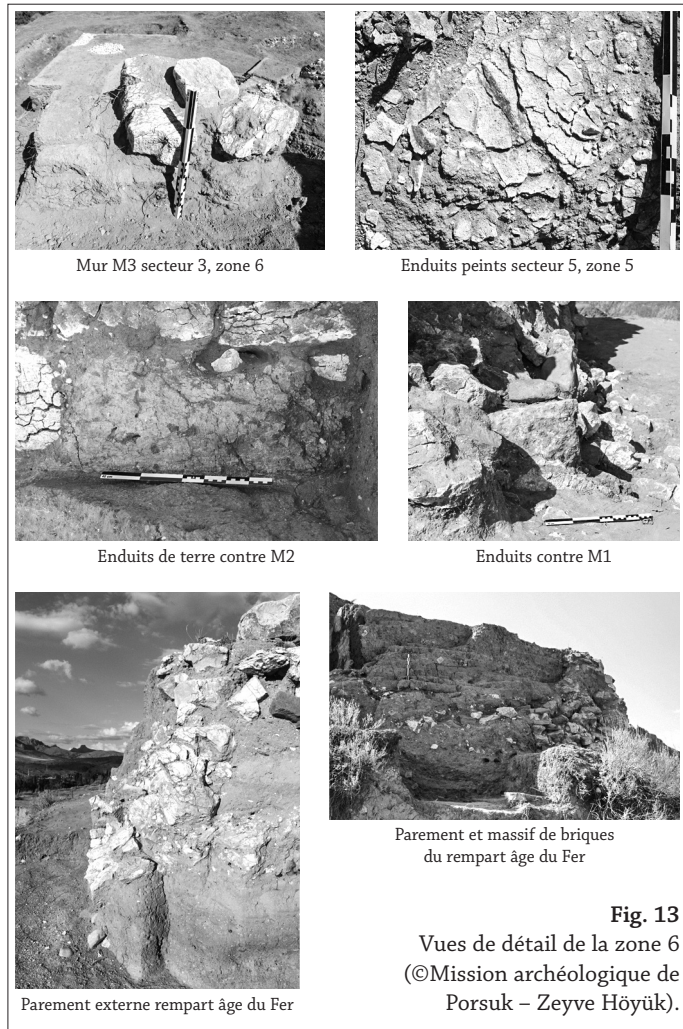 Mur M3 secteur 3, zone 6
Enduits peints secteur 5, zone 5
Enduits de terre contre M2
Enduits contre M1
Parement et massif de briques
du rempart âge du Fer
Parement externe rempart âge du Fer
Fig. 13
Vues de détail de la zone 6
(©Mission archéologique de
Porsuk – Zeyve Höyük).